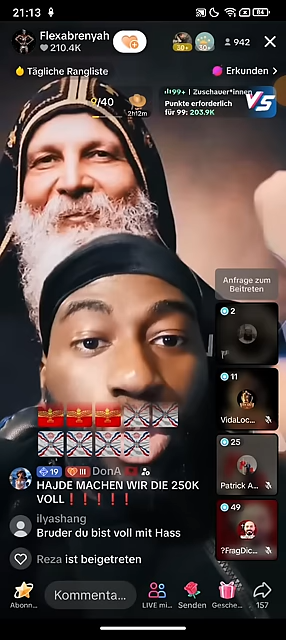 21:13
84
Flexabrenyah
210.4K
30+
30
942
Tägliche Rangliste
Erkunden
9/40
2h12m
99+ | Zuschauer*innen
Punkte erforderlich
für 99: 203.9K
VS
Anfrage zum
Beitreten
2
11
VidaLoc...
25
Patrick A...
49
?FragDic...
19 III DonA
HAJDE MACHEN WIR DIE 250K
VOLL❗❗❗❗❗
ilyashang
Bruder du bist voll mit Hass
Reza ist beigetreten
Abonn...
Kommenta...
LIVE mi...
Senden
Gesche...
157